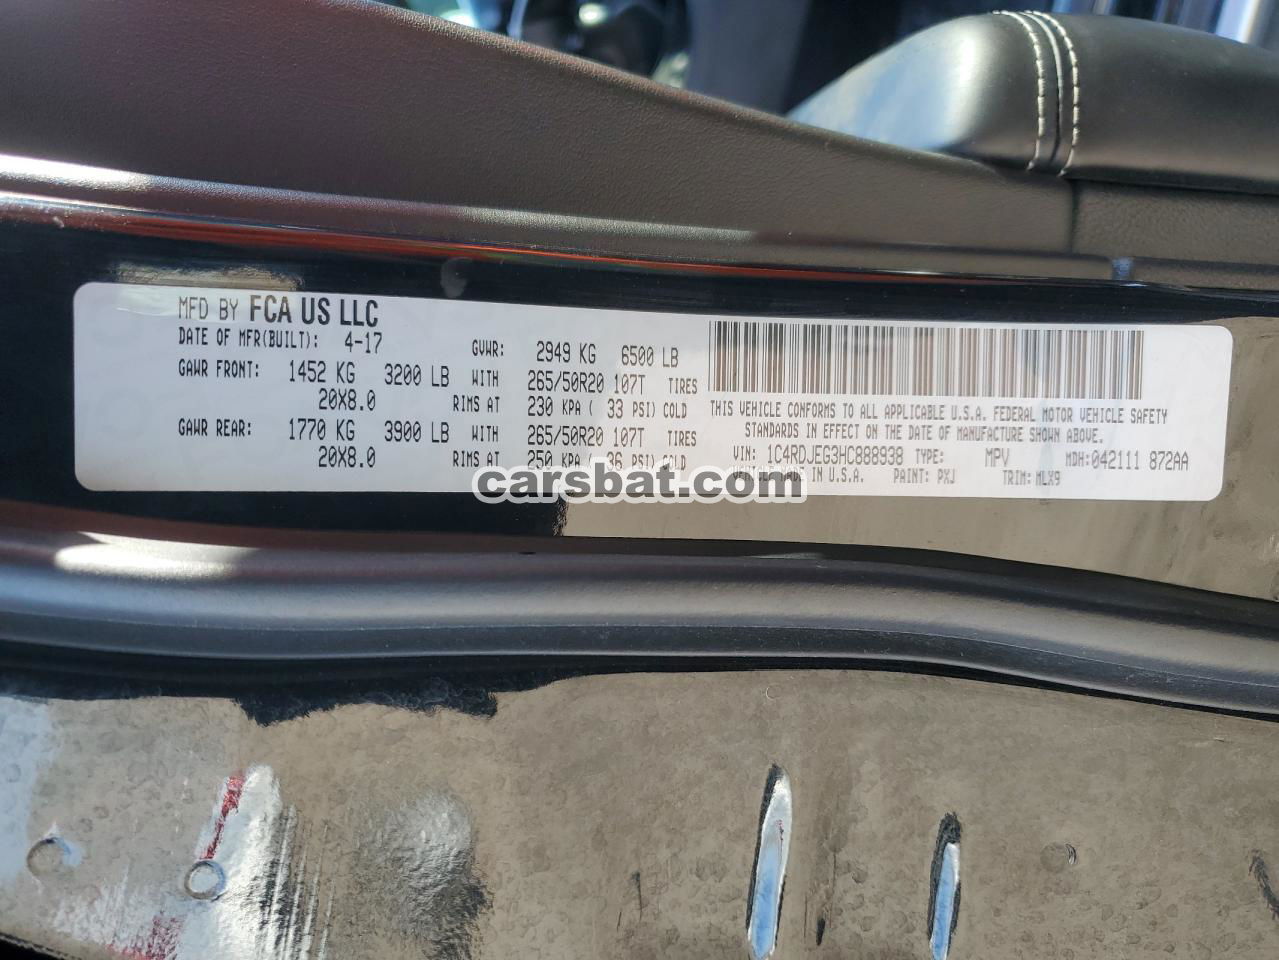 MFD BY FCA US LLC
DATE OF MFR(BUILT): 4-17 GVWR: 2949 KG 6500 LB
GAWR FRONT: 1452 KG 3200 LB WITH 265/50R20 107T TIRES
20X8.0 RIMS AT 230 KPA ( 33 PSI) COLD
GAWR REAR: 1770 KG 3900 LB WITH 265/50R20 107T TIRES
20X8.0 RIMS AT 250 KPA ( 36 PSI) COLD
THIS VEHICLE CONFORMS TO ALL APPLICABLE U.S.A. FEDERAL MOTOR VEHICLE SAFETY
STANDARDS IN EFFECT ON THE DATE OF MANUFACTURE SHOWN ABOVE.
VIN: 1C4RDJEG3HC888938 TYPE: MPV MDH: 042111 872AA
VEHICLE MADE IN U.S.A. PAINT: PXJ TRIM: MLX9
carsbat.com